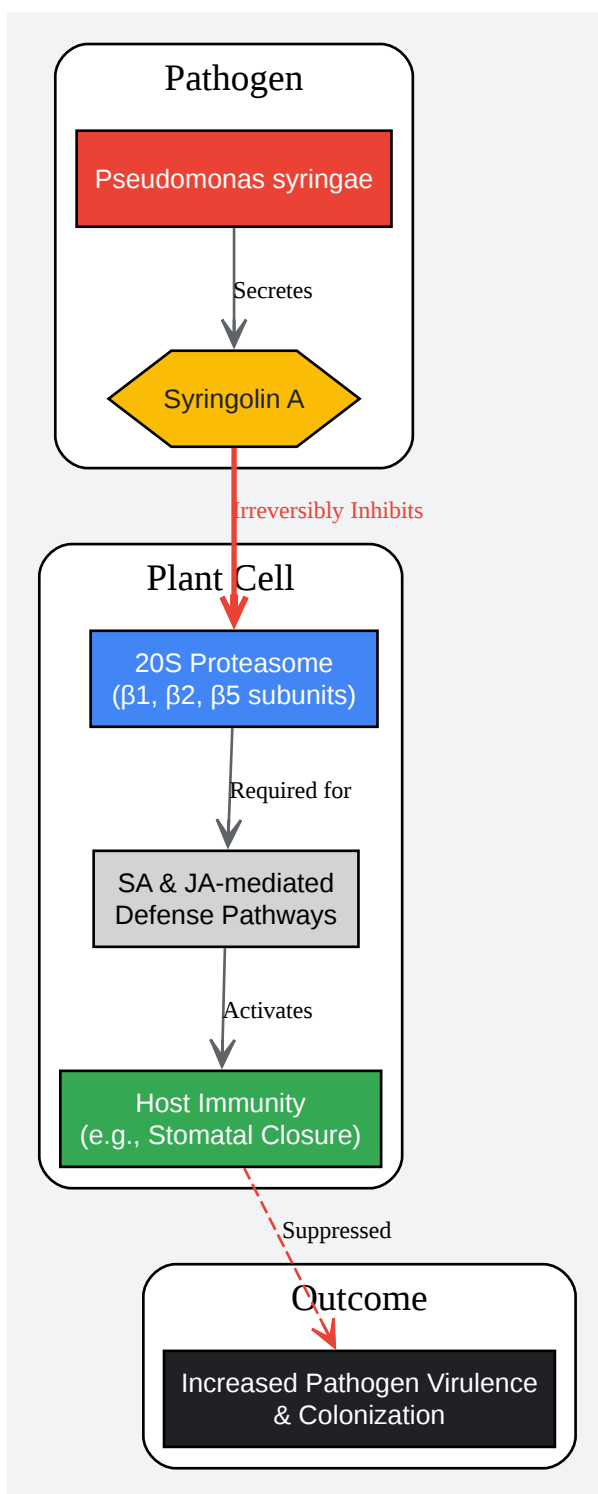 Pathogen
Pseudomonas syringae
Secretes
Syringolin A
Irreversibly Inhibits
Plant Cell
20S Proteasome
(β1, β2, β5 subunits)
Required for
SA & JA-mediated
Defense Pathways
Activates
Host Immunity
(e.g., Stomatal Closure)
Suppressed
Outcome
Increased Pathogen Virulence
& Colonization